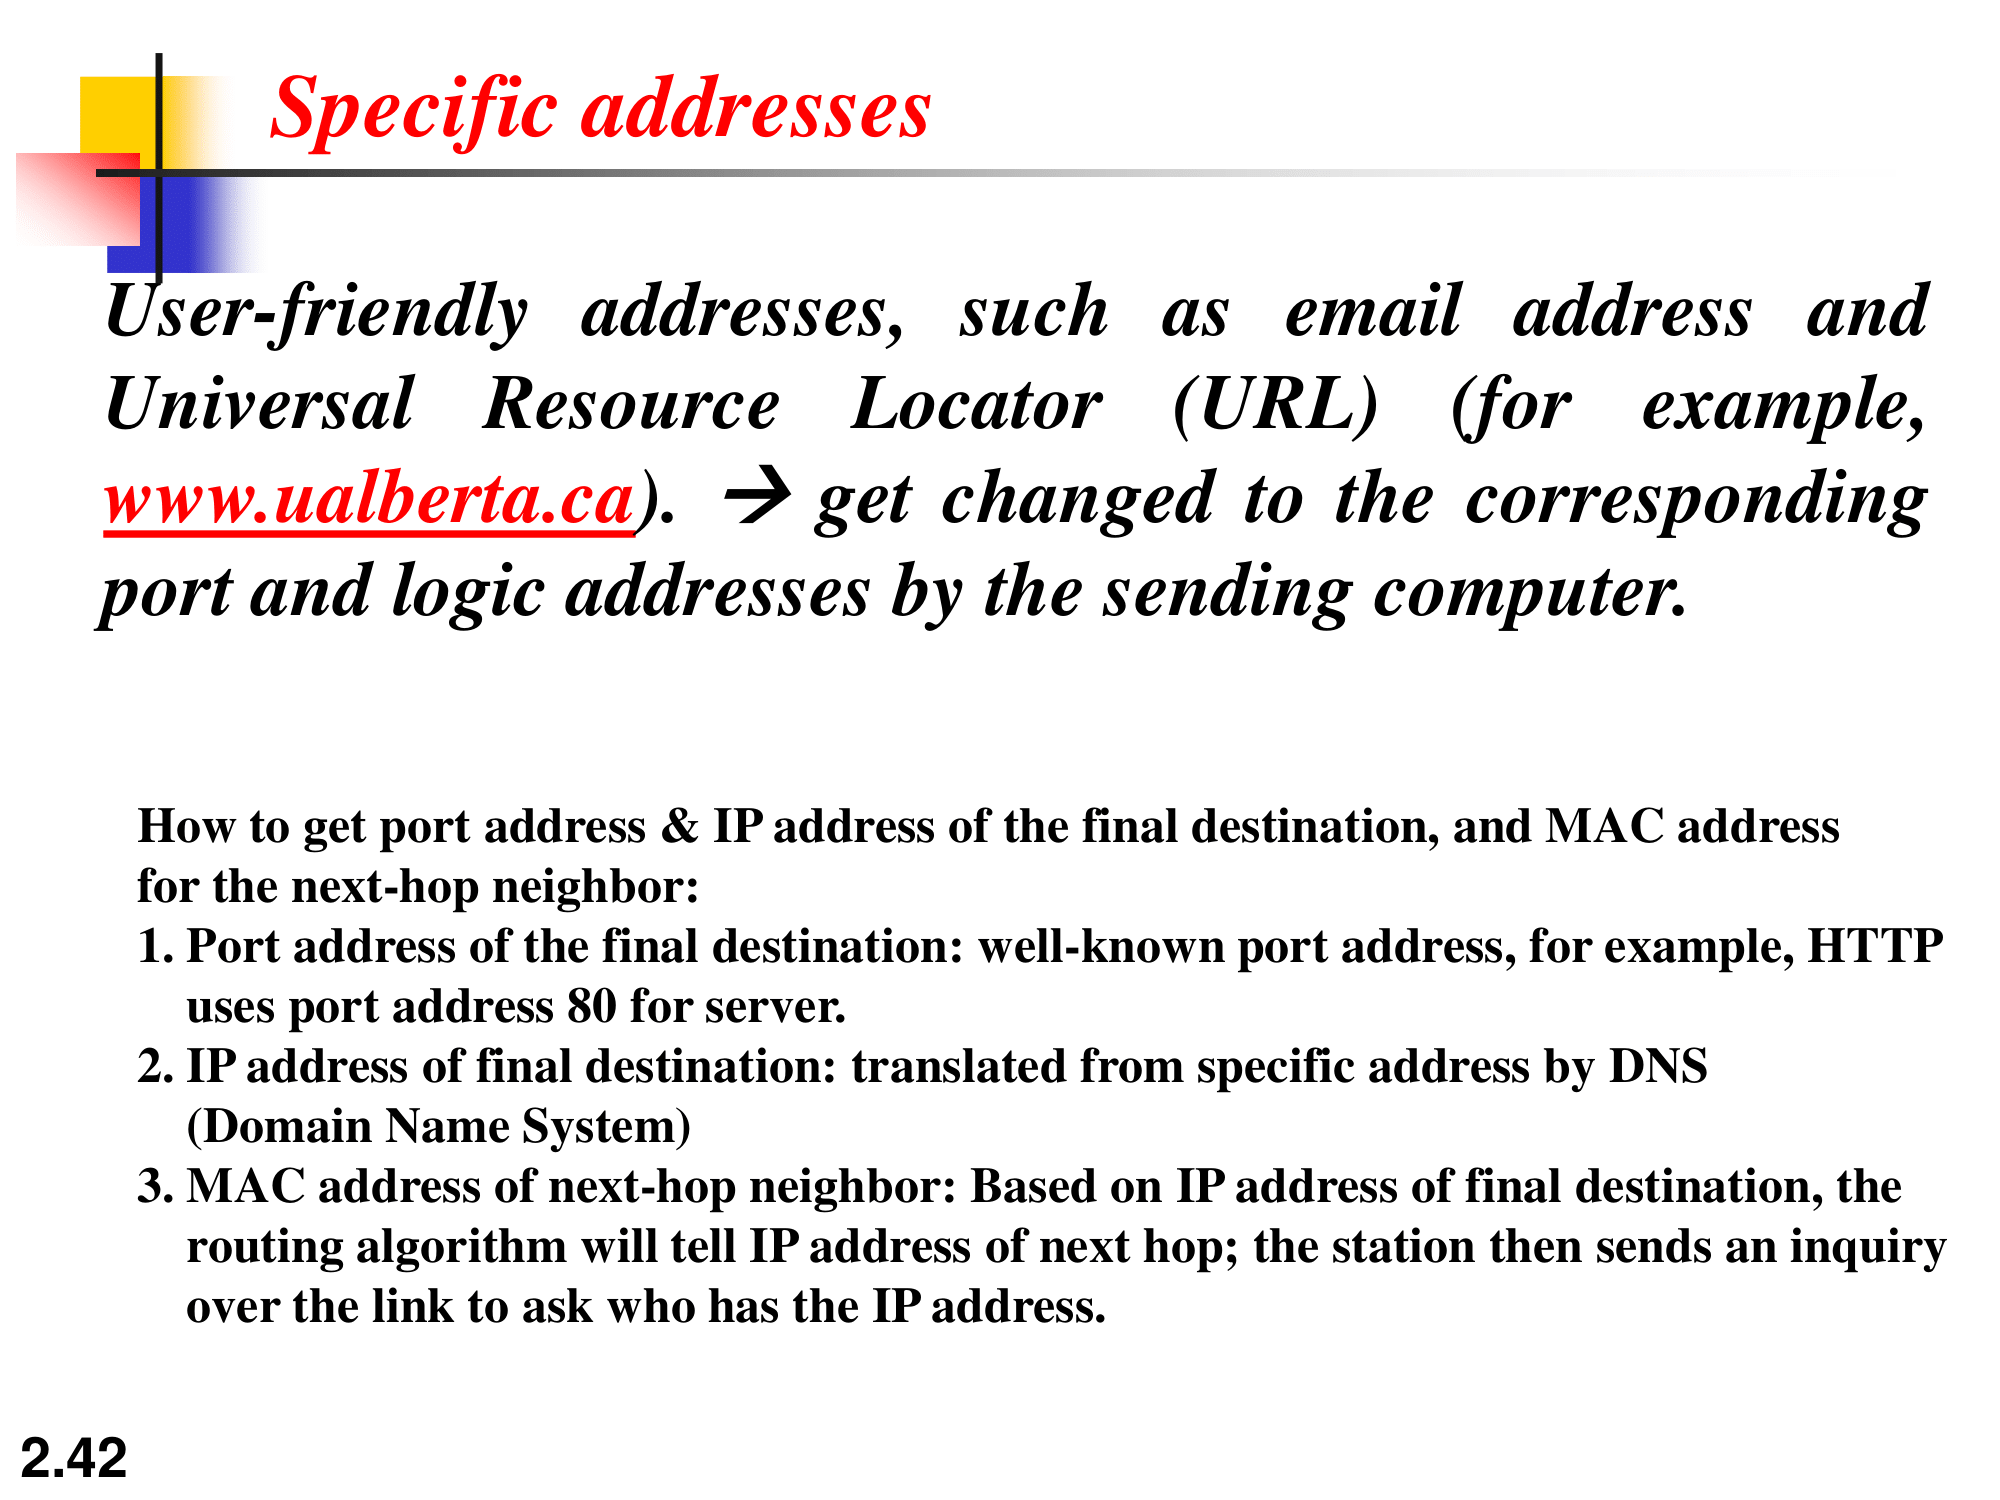 Specific addresses
User-friendly addresses, such as email address and
Universal Resource Locator (URL) (for example,
www.ualberta.ca). → get changed to the corresponding
port and logic addresses by the sending computer.
How to get port address & IP address of the final destination, and MAC address
for the next-hop neighbor:
1. Port address of the final destination: well-known port address, for example, HTTP
uses port address 80 for server.
2. IP address of final destination: translated from specific address by DNS
(Domain Name System)
3. MAC address of next-hop neighbor: Based on IP address of final destination, the
routing algorithm will tell IP address of next hop; the station then sends an inquiry
over the link to ask who has the IP address.
2.42